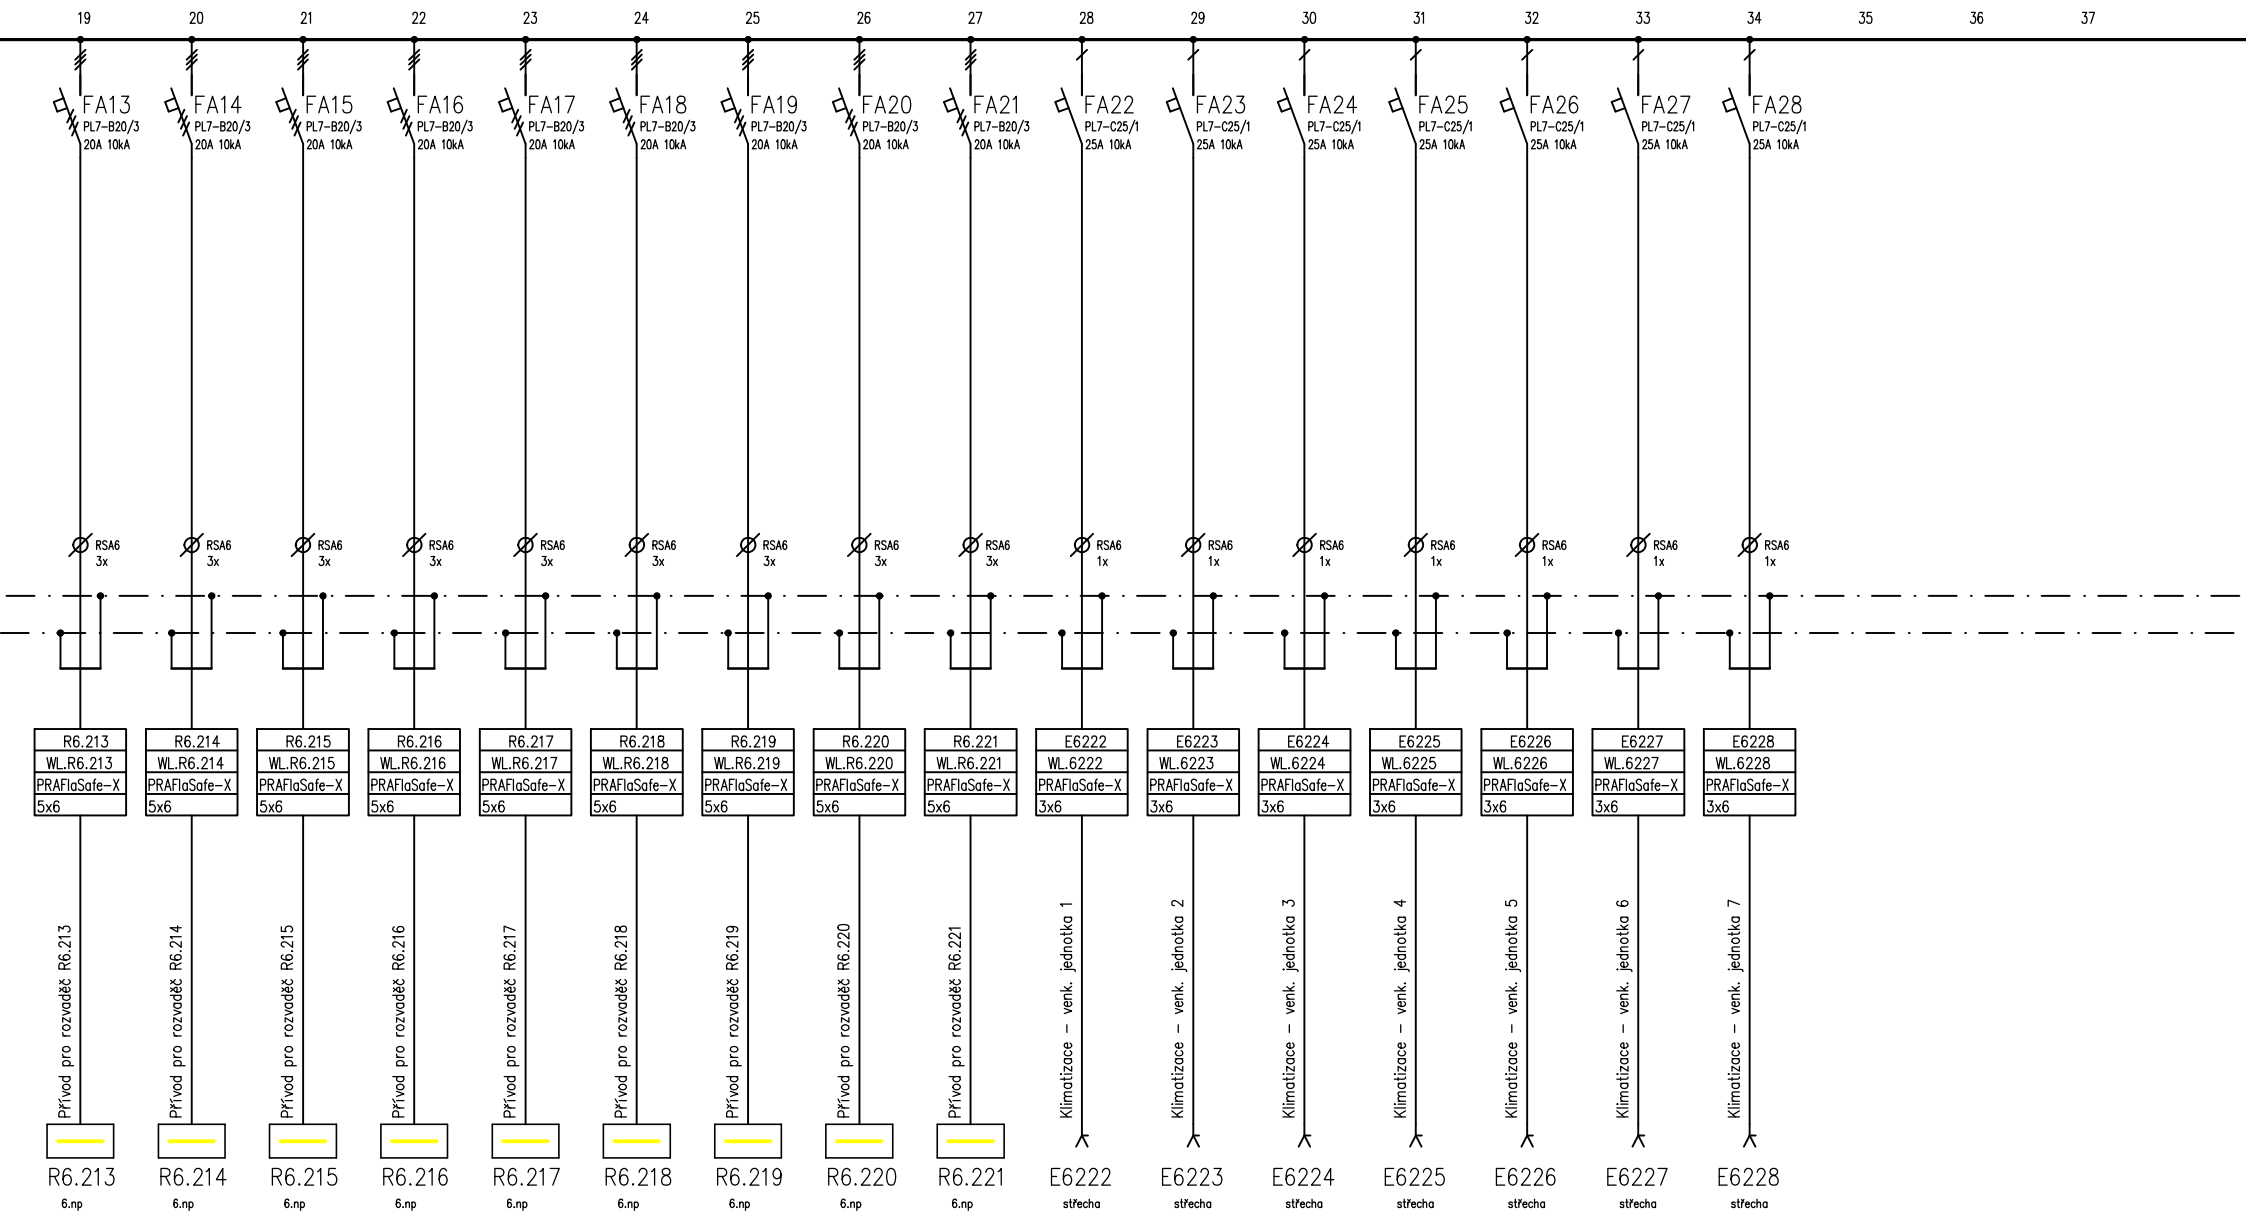 19 20 21 22 23 24 25 26 27 28 29 30 31 32 33 34 35 36 37
FA13 FA14 FA15 FA16 FA17 FA18 FA19 FA20 FA21 FA22 FA23 FA24 FA25 FA26 FA27 FA28
PL7-B20/3 PL7-B20/3 PL7-B20/3 PL7-B20/3 PL7-B20/3 PL7-B20/3 PL7-B20/3 PL7-B20/3 PL7-B20/3 PL7-C25/1 PL7-C25/1 PL7-C25/1 PL7-C25/1 PL7-C25/1 PL7-C25/1 PL7-C25/1
20A 10kA 20A 10kA 20A 10kA 20A 10kA 20A 10kA 20A 10kA 20A 10kA 20A 10kA 20A 10kA 25A 10kA 25A 10kA 25A 10kA 25A 10kA 25A 10kA 25A 10kA 25A 10kA
RSA6 RSA6 RSA6 RSA6 RSA6 RSA6 RSA6 RSA6 RSA6 RSA6 RSA6 RSA6 RSA6 RSA6 RSA6 RSA6
3x 3x 3x 3x 3x 3x 3x 3x 3x 1x 1x 1x 1x 1x 1x 1x
R6.213 R6.214 R6.215 R6.216 R6.217 R6.218 R6.219 R6.220 R6.221 E6222 E6223 E6224 E6225 E6226 E6227 E6228
WL.R6.213 WL.R6.214 WL.R6.215 WL.R6.216 WL.R6.217 WL.R6.218 WL.R6.219 WL.R6.220 WL.R6.221 WL.6222 WL.6223 WL.6224 WL.6225 WL.6226 WL.6227 WL.6228
PRAFlaSafe-X PRAFlaSafe-X PRAFlaSafe-X PRAFlaSafe-X PRAFlaSafe-X PRAFlaSafe-X PRAFlaSafe-X PRAFlaSafe-X PRAFlaSafe-X PRAFlaSafe-X PRAFlaSafe-X PRAFlaSafe-X PRAFlaSafe-X PRAFlaSafe-X PRAFlaSafe-X PRAFlaSafe-X
5x6 5x6 5x6 5x6 5x6 5x6 5x6 5x6 5x6 3x6 3x6 3x6 3x6 3x6 3x6 3x6
Přívod pro rozvaděč R6.213
Přívod pro rozvaděč R6.214
Přívod pro rozvaděč R6.215
Přívod pro rozvaděč R6.216
Přívod pro rozvaděč R6.217
Přívod pro rozvaděč R6.218
Přívod pro rozvaděč R6.219
Přívod pro rozvaděč R6.220
Přívod pro rozvaděč R6.221
Klimatizace - venk. jednotka 1
Klimatizace - venk. jednotka 2
Klimatizace - venk. jednotka 3
Klimatizace - venk. jednotka 4
Klimatizace - venk. jednotka 5
Klimatizace - venk. jednotka 6
Klimatizace - venk. jednotka 7
R6.213 R6.214 R6.215 R6.216 R6.217 R6.218 R6.219 R6.220 R6.221 E6222 E6223 E6224 E6225 E6226 E6227 E6228
6.np 6.np 6.np 6.np 6.np 6.np 6.np 6.np 6.np střecha střecha střecha střecha střecha střecha střecha